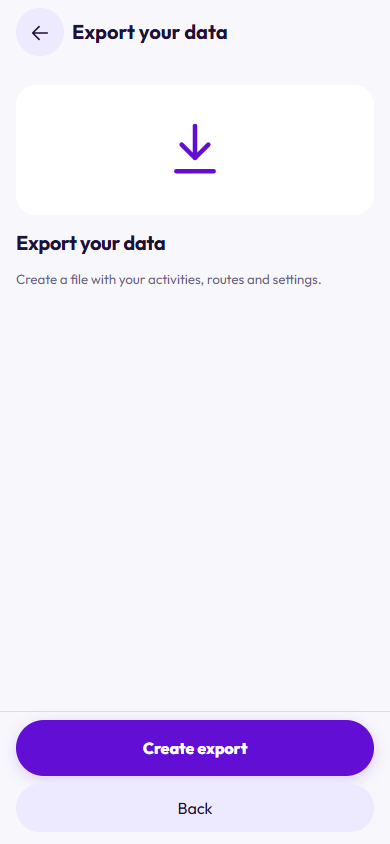 Export your data
Export your data
Create a file with your activities, routes and settings.
Create export
Back